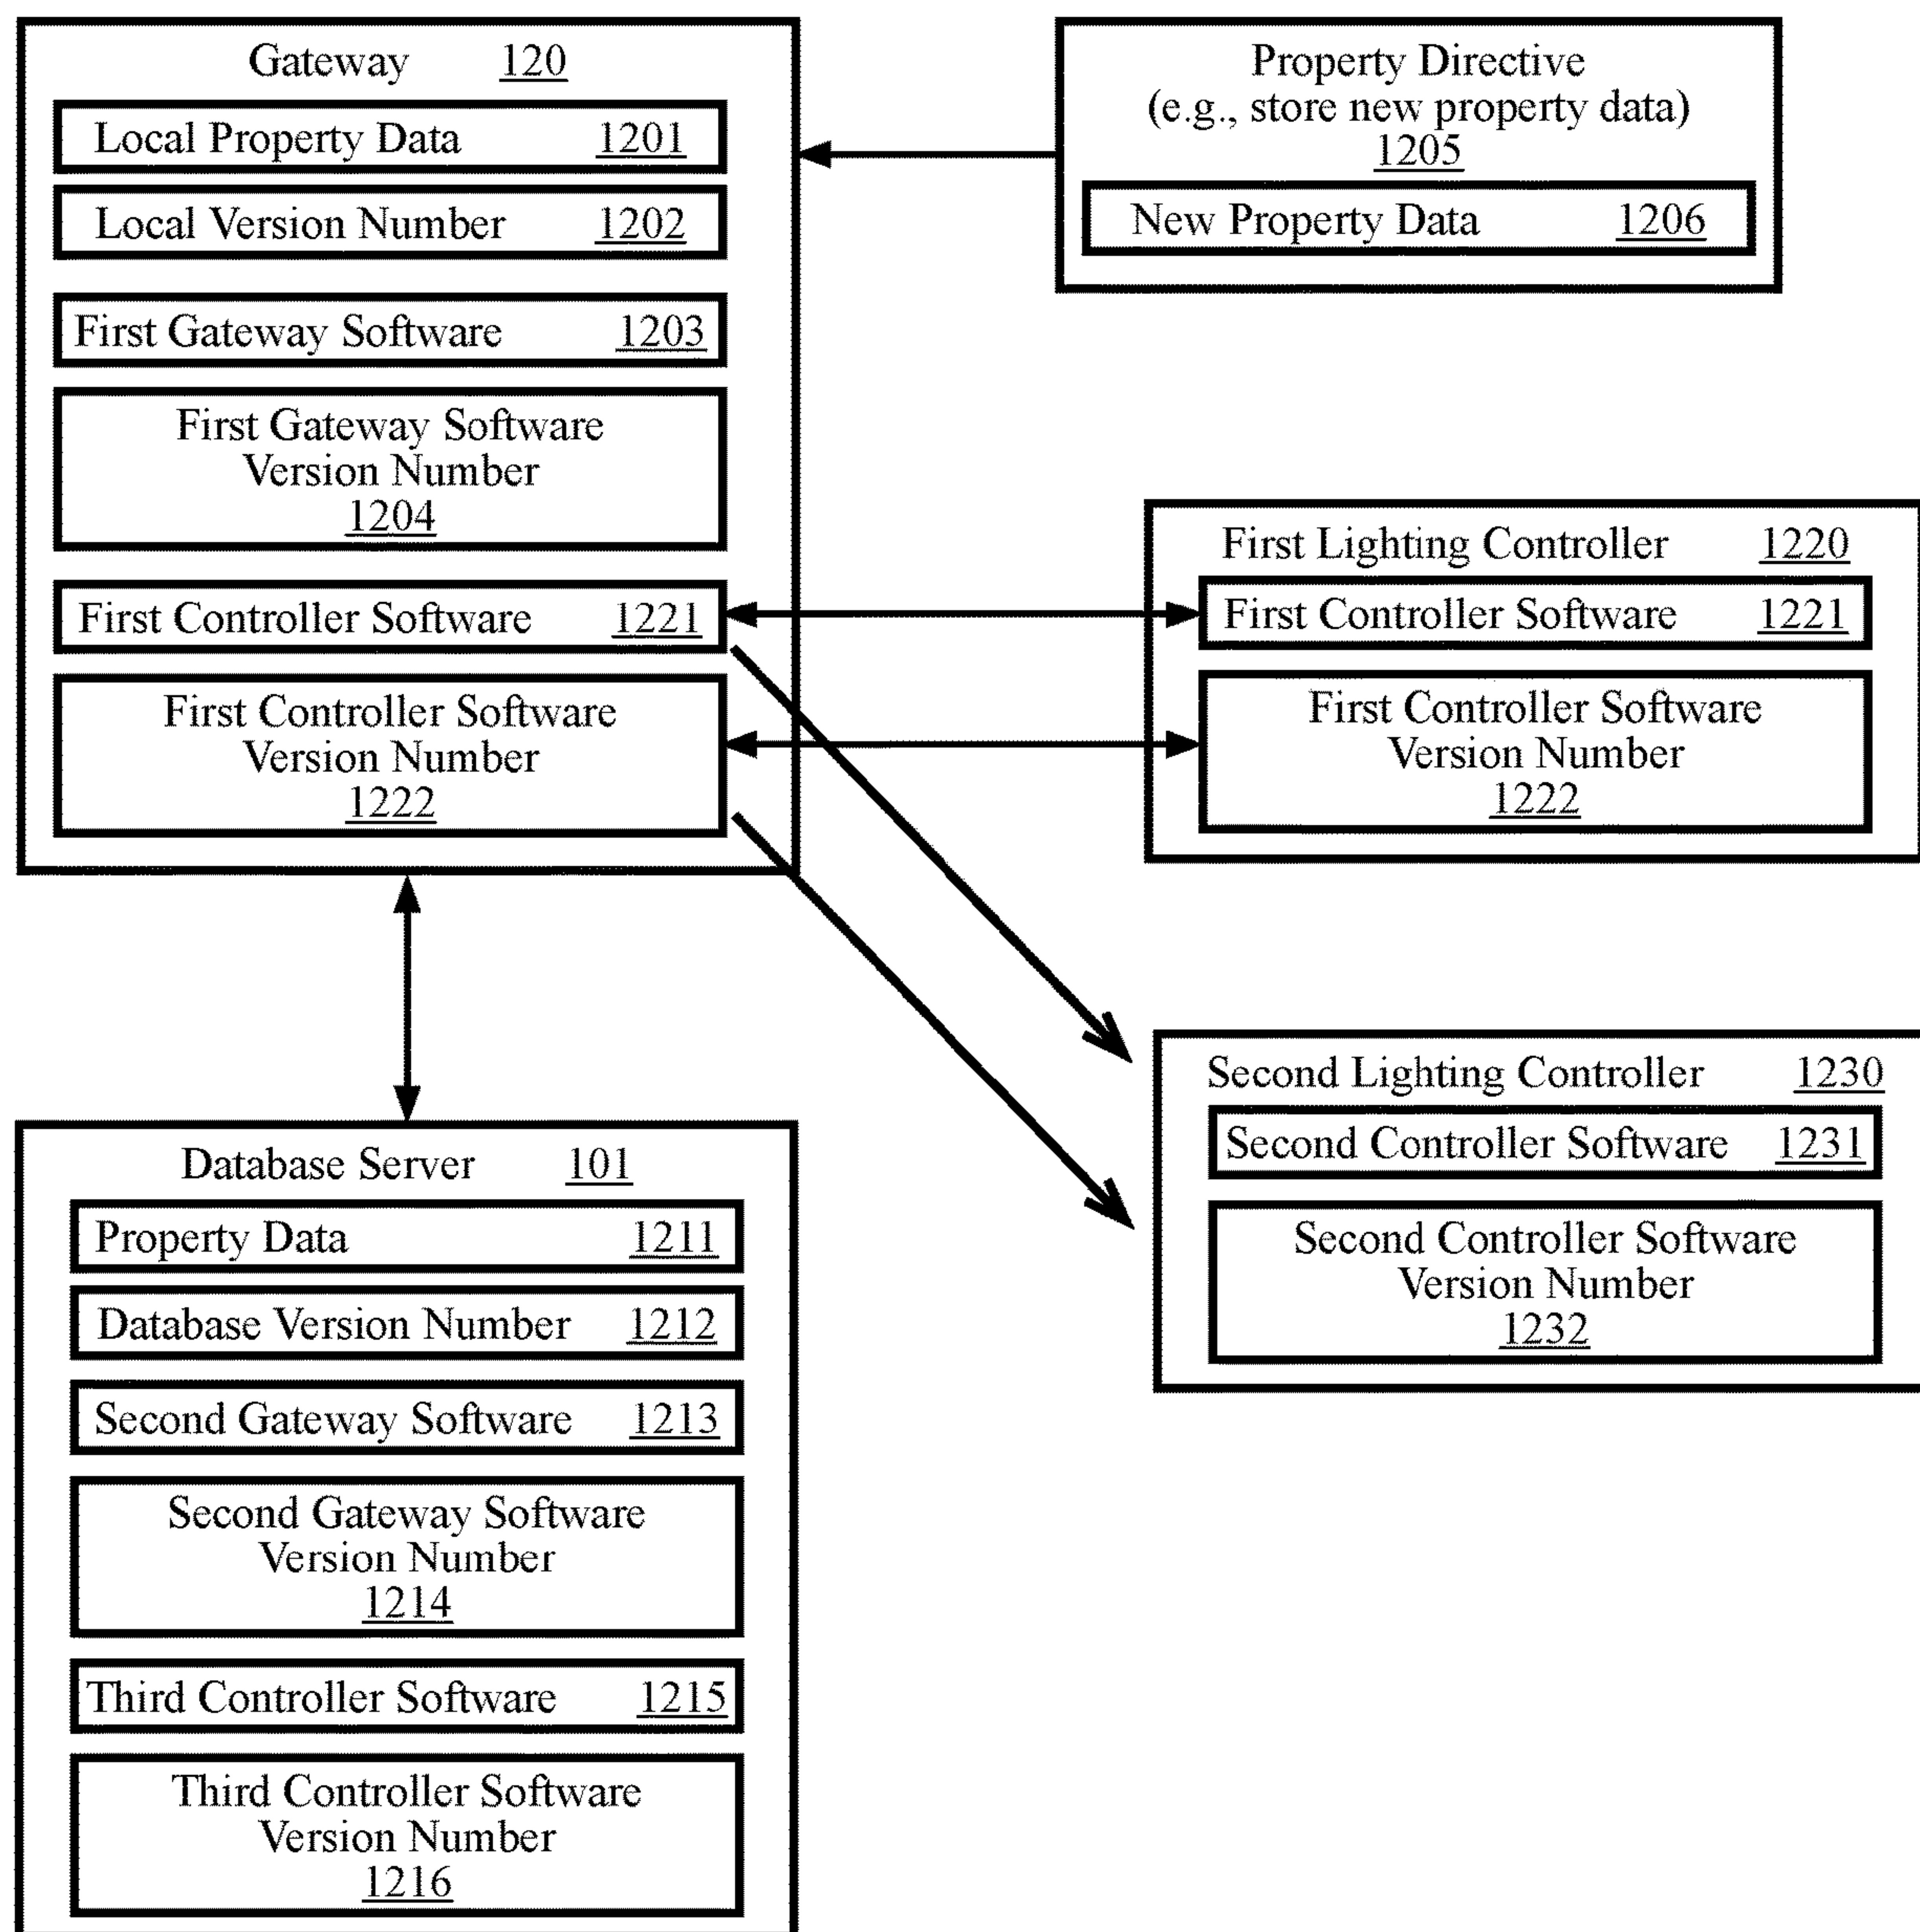 Gateway 120
Local Property Data 1201
Local Version Number 1202
First Gateway Software 1203
First Gateway Software
Version Number
1204
First Controller Software 1221
First Controller Software
Version Number
1222
Property Directive
(e.g., store new property data)
1205
New Property Data 1206
First Lighting Controller 1220
First Controller Software 1221
First Controller Software
Version Number
1222
Second Lighting Controller 1230
Second Controller Software 1231
Second Controller Software
Version Number
1232
Database Server 101
Property Data 1211
Database Version Number 1212
Second Gateway Software 1213
Second Gateway Software
Version Number
1214
Third Controller Software 1215
Third Controller Software
Version Number
1216